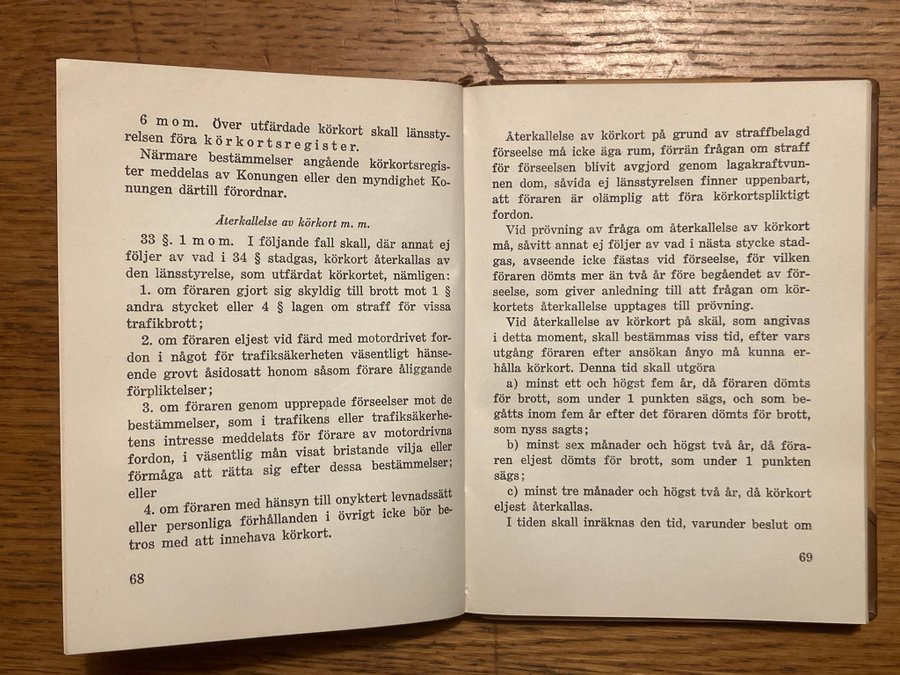 6 mom. Över utfärdade körkort skall länssty-
relsen föra körkortsregister.
Närmare bestämmelser angående körkortsregis-
ter meddelas av Konungen eller den myndighet Ko-
nungen därtill förordnar.
Återkallelse av körkort m. m.
33 §. 1 mom. I följande fall skall, där annat ej
följer av vad i 34 § stadgas, körkort återkallas av
den länsstyrelse, som utfärdat körkortet, nämligen:
1. om föraren gjort sig skyldig till brott mot 1 §
andra stycket eller 4 § lagen om straff för vissa
trafikbrott;
2. om föraren eljest vid färd med motordrivet for-
don i något för trafiksäkerheten väsentligt hänse-
ende grovt åsidosatt honom såsom förare åliggande
förpliktelser;
3. om föraren genom upprepade förseelser mot de
bestämmelser, som i trafikens eller trafiksäkerhe-
tens intresse meddelats för förare av motordrivna
fordon, i väsentlig mån visat bristande vilja eller
förmåga att rätta sig efter dessa bestämmelser;
eller
4. om föraren med hänsyn till onyktert levnadssätt
eller personliga förhållanden i övrigt icke bör be-
tros med att innehava körkort.
68
Återkallelse av körkort på grund av straffbelagd
förseelse må icke äga rum, förrän frågan om straff
för förseelsen blivit avgjord genom lagakraftvun-
nen dom, såvida ej länsstyrelsen finner uppenbart,
att föraren är olämplig att föra körkortspliktigt
fordon.
Vid prövning av fråga om återkallelse av körkort
må, såvitt annat ej följer av vad i nästa stycke stad-
gas, avseende icke fästas vid förseelse, för vilken
föraren dömts mer än två år före begåendet av för-
seelse, som giver anledning till att frågan om kör-
kortets återkallelse upptages till prövning.
Vid återkallelse av körkort på skäl, som angivas
i detta moment, skall bestämmas viss tid, efter vars
utgång föraren efter ansökan ånyo må kunna er-
hålla körkort. Denna tid skall utgöra
a) minst ett och högst fem år, då föraren dömts
för brott, som under 1 punkten sägs, och som be-
gåtts inom fem år efter det föraren dömts för brott,
som nyss sagts;
b) minst sex månader och högst två år, då föra-
ren eljest dömts för brott, som under 1 punkten
sägs;
c) minst tre månader och högst två år, då körkort
eljest återkallas.
I tiden skall inräknas den tid, varunder beslut om
69